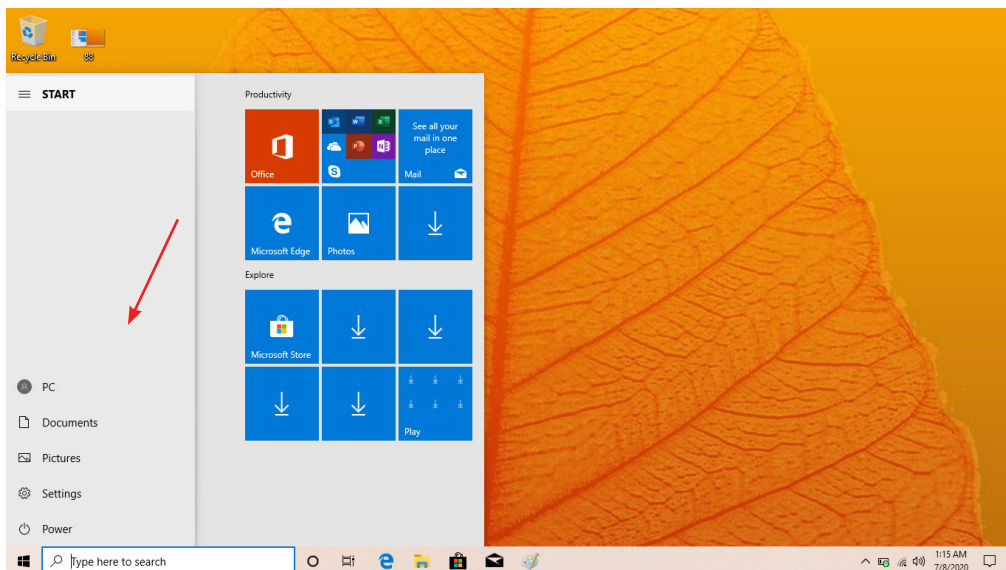 Recycle Bin
88
START
Productivity
Office
See all your
mail in one
place
Mail
Microsoft Edge
Photos
Explore
Microsoft Store
Play
PC
Documents
Pictures
Settings
Power
Type here to search
1:15 AM
7/8/2020